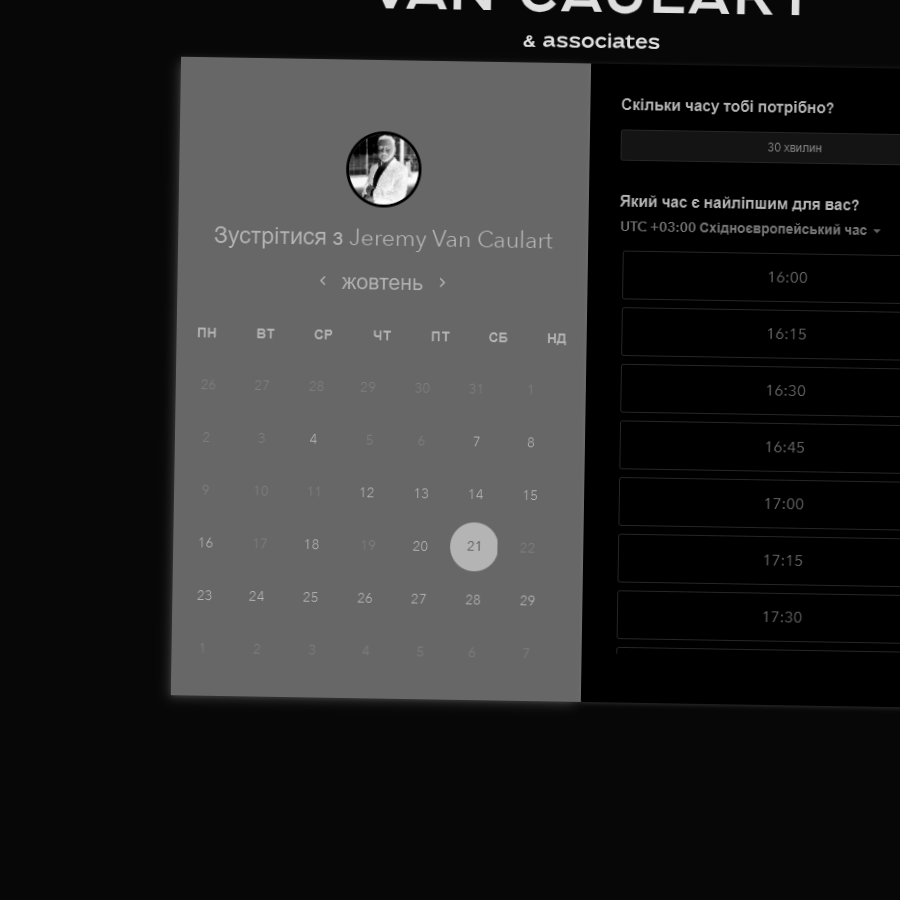 VAN CAULART
& associates
Зустрітися з Jeremy Van Caulart
жовтень
ПН ВТ СР ЧТ ПТ СБ НД
26 27 28 29 30 31 1
2 3 4 5 6 7 8
9 10 11 12 13 14 15
16 17 18 19 20 21 22
23 24 25 26 27 28 29
1 2 3 4 5 6 7
Скільки часу тобі потрібно?
30 хвилин
Який час є найліпшим для вас?
UTC +03:00 Східноєвропейський час
16:00
16:15
16:30
16:45
17:00
17:15
17:30